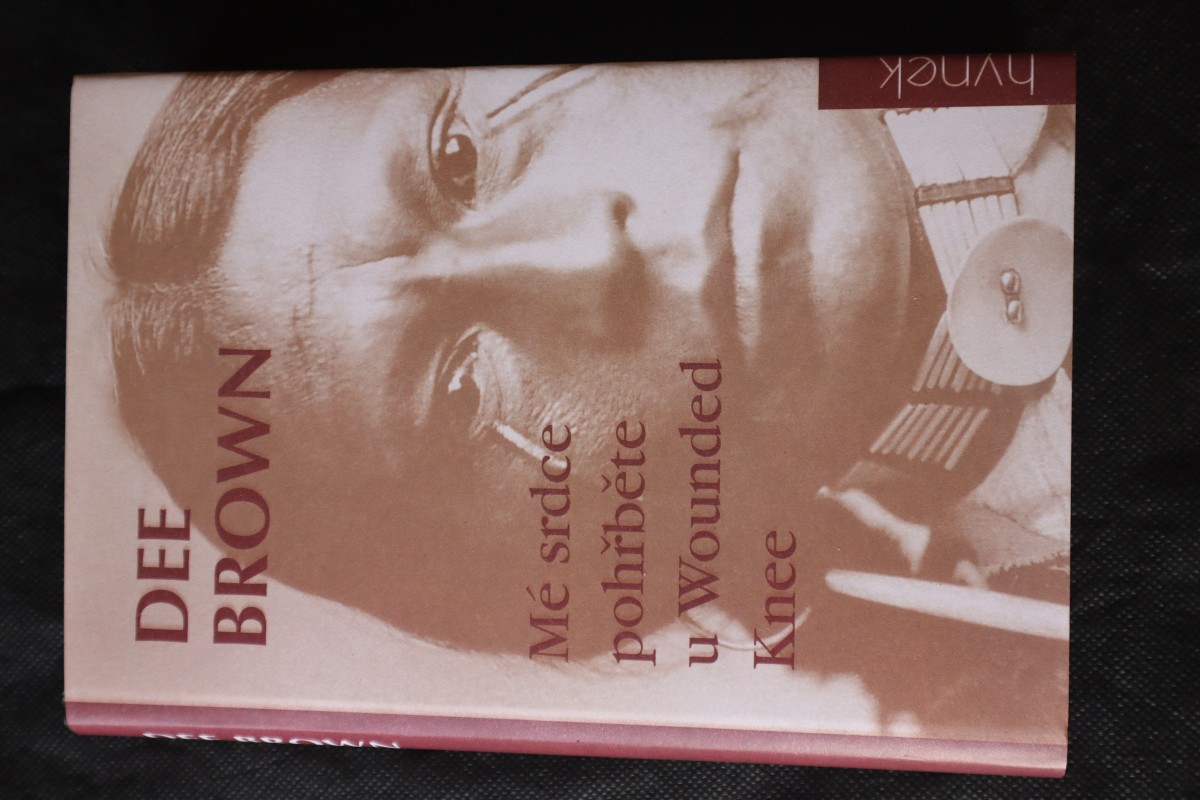 DEE
BROWN
Mé srdce
pohřběte
u Wounded
Knee
hynek
DEE BROWN